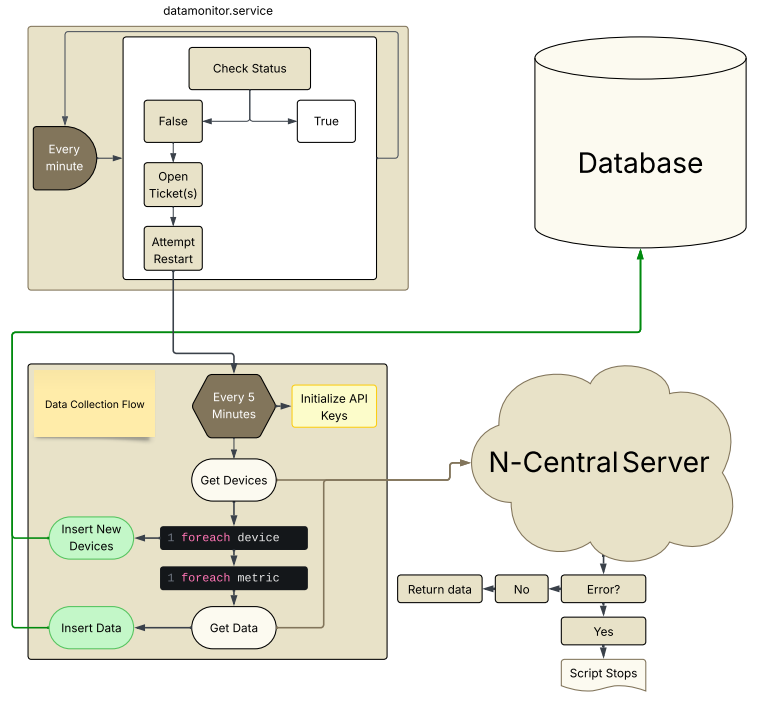 datamonitor.service
Check Status
False
True
Every
minute
Open
Ticket(s)
Attempt
Restart
Database
Data Collection Flow
Every 5
Minutes
Initialize API
Keys
Get Devices
N-Central Server
Insert New
Devices
1 foreach device
1 foreach metric
Return data
No
Error?
Insert Data
Get Data
Yes
Script Stops